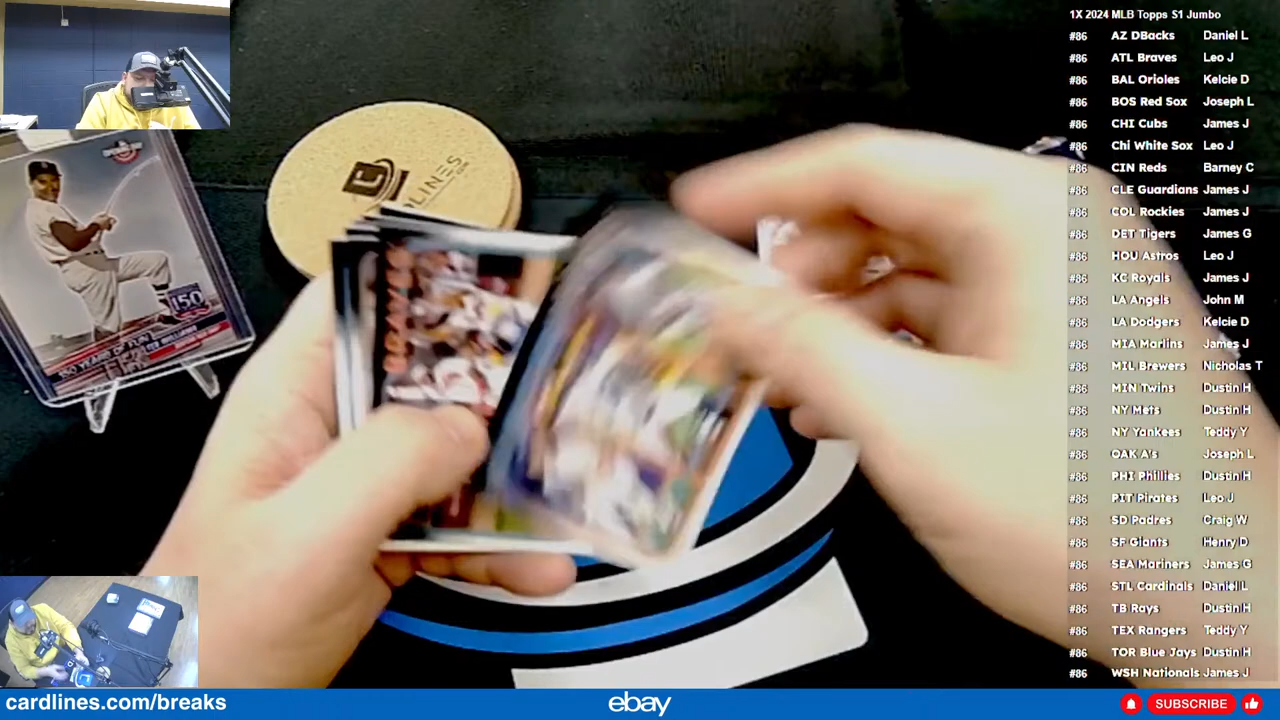 1X 2024 MLB Topps S1 Jumbo
#86 AZ DBacks Daniel L
#86 ATL Braves Leo J
#86 BAL Orioles Kelcie D
#86 BOS Red Sox Joseph L
#86 CHI Cubs James J
#86 Chi White Sox Leo J
#86 CIN Reds Barney C
#86 CLE Guardians James J
#86 COL Rockies James J
#86 DET Tigers James G
#86 HOU Astros Leo J
#86 KC Royals James J
#86 LA Angels John M
#86 LA Dodgers Kelcie D
#86 MIA Marlins James J
#86 MIL Brewers Nicholas T
#86 MIN Twins Dustin H
#86 NY Mets Dustin H
#86 NY Yankees Teddy Y
#86 OAK A's Joseph L
#86 PHI Phillies Dustin H
#86 PIT Pirates Leo J
#86 SD Padres Craig W
#86 SF Giants Henry D
#86 SEA Mariners James G
#86 STL Cardinals Daniel L
#86 TB Rays Dustin H
#86 TEX Rangers Teddy Y
#86 TOR Blue Jays Dustin H
#86 WSH Nationals James J
150
150 YEARS OF FUN
TED WILLIAMS
DLINES
.COM
BRAVES
cardlines.com/breaks
ebay
SUBSCRIBE